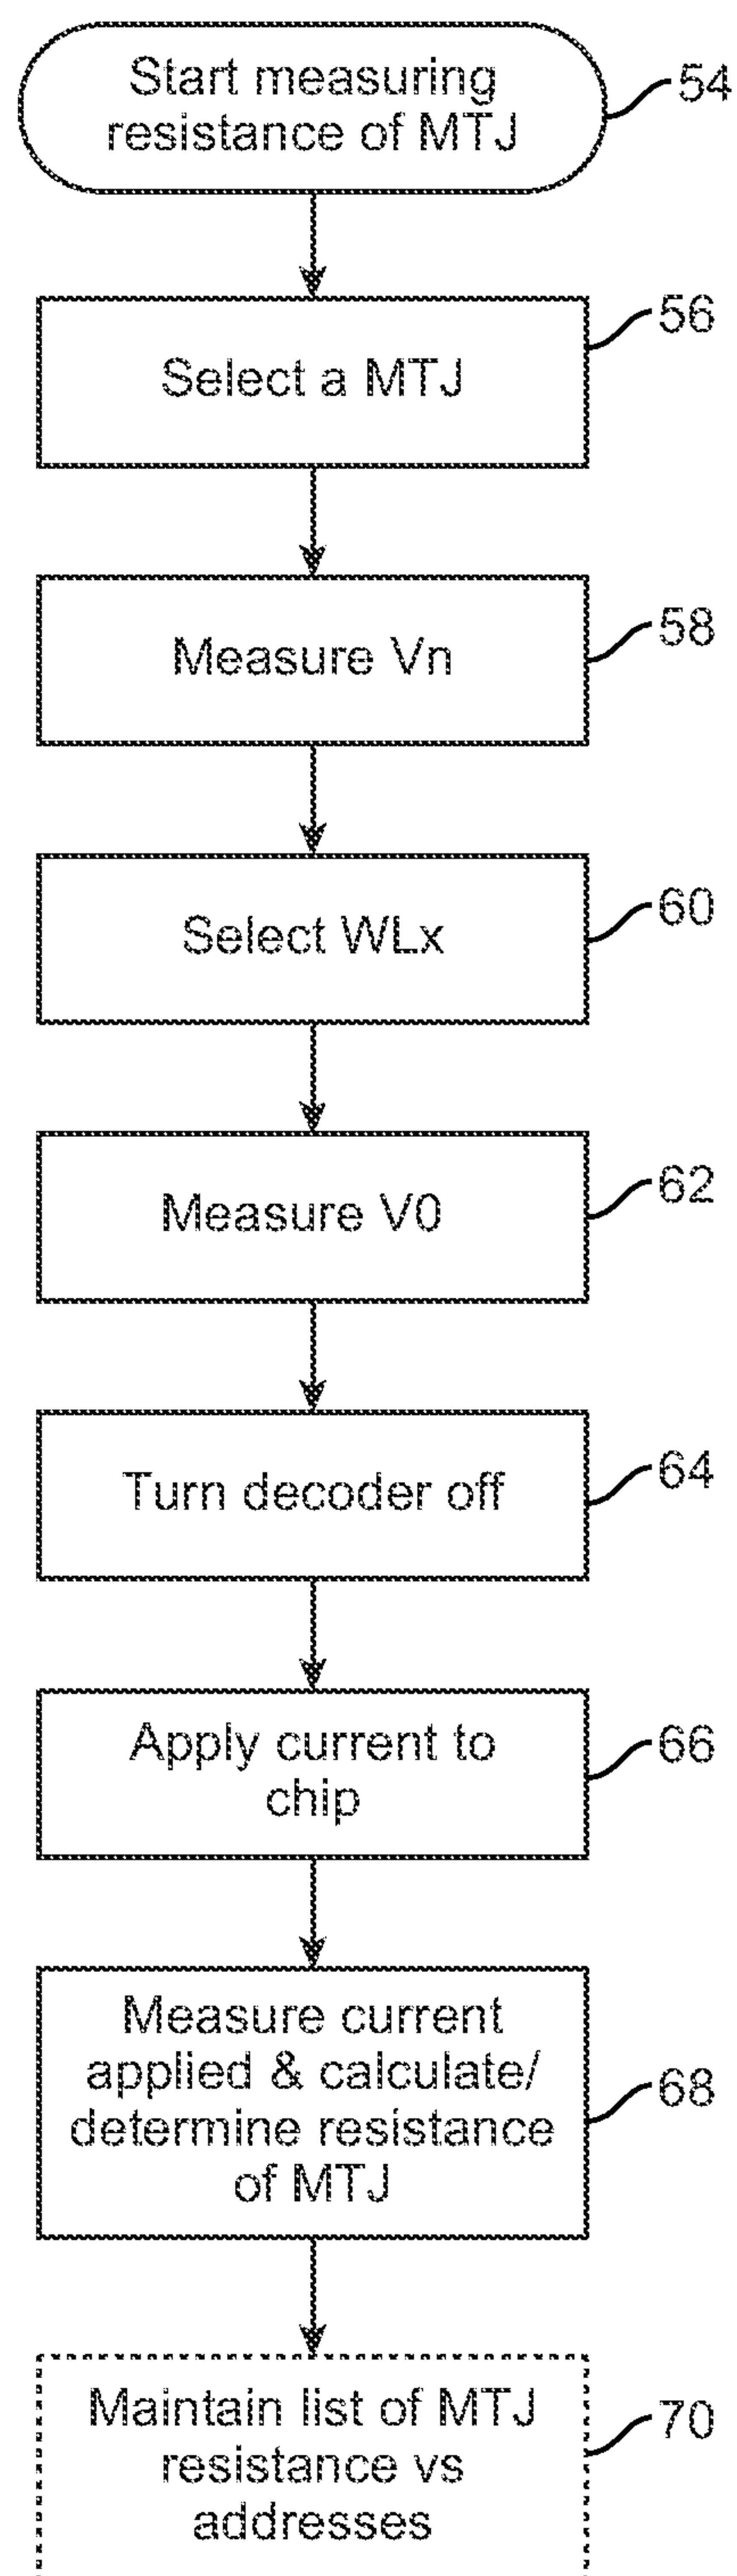 Start measuring
resistance of MTJ
54
56
Select a MTJ
58
Measure Vn
60
Select WLx
62
Measure V0
64
Turn decoder off
66
Apply current to
chip
Measure current
applied & calculate/
determine resistance
of MTJ
68
Maintain list of MTJ
resistance vs
addresses
70